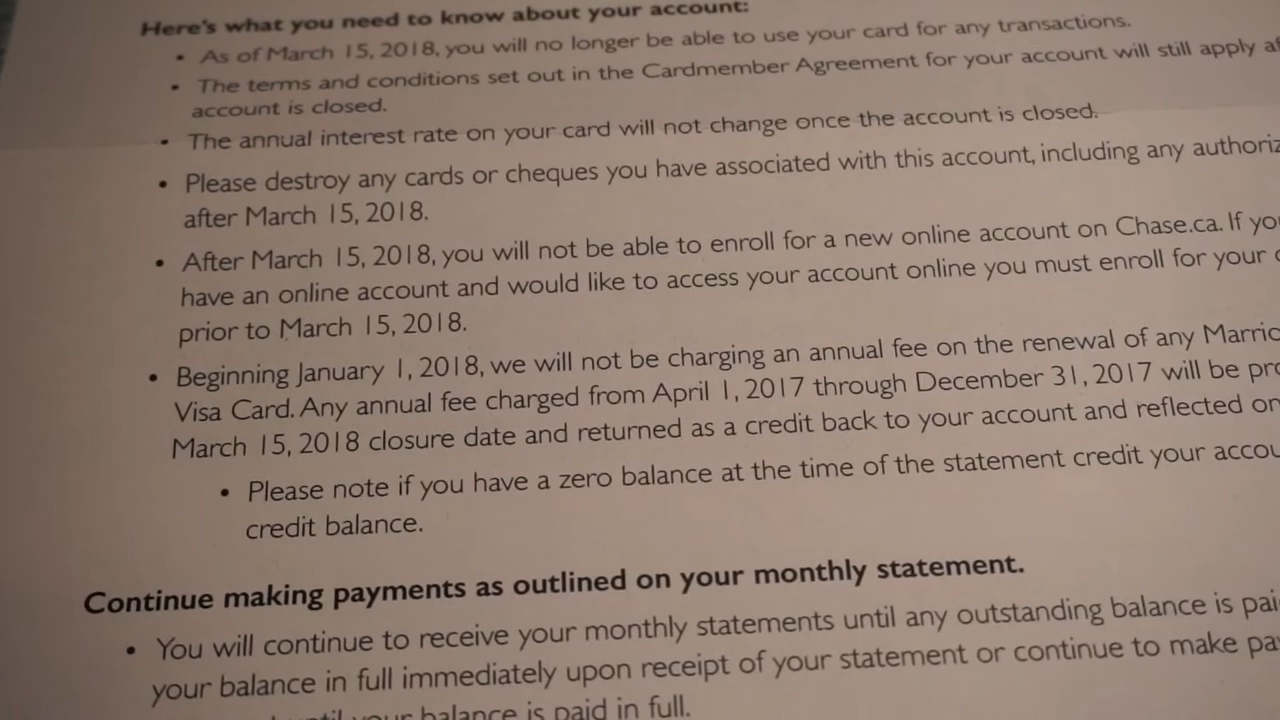 Here's what you need to know about your account:
• As of March 15, 2018, you will no longer be able to use your card for any transactions.
• The terms and conditions set out in the Cardmember Agreement for your account will still apply
account is closed.
• The annual interest rate on your card will not change once the account is closed.
• Please destroy any cards or cheques you have associated with this account, including any
after March 15, 2018.
• After March 15, 2018, you will not be able to enroll for a new online account on Chase.ca. If
have an online account and would like to access your account online you must enroll for your
prior to March 15, 2018.
• Beginning January 1, 2018, we will not be charging an annual fee on the renewal of any
Visa Card. Any annual fee charged from April 1, 2017 through December 31, 2017 will be
March 15, 2018 closure date and returned as a credit back to your account and reflected on
• Please note if you have a zero balance at the time of the statement credit your
credit balance.
Continue making payments as outlined on your monthly statement.
• You will continue to receive your monthly statements until any outstanding balance is
your balance in full immediately upon receipt of your statement or continue to make
until your balance is paid in full.